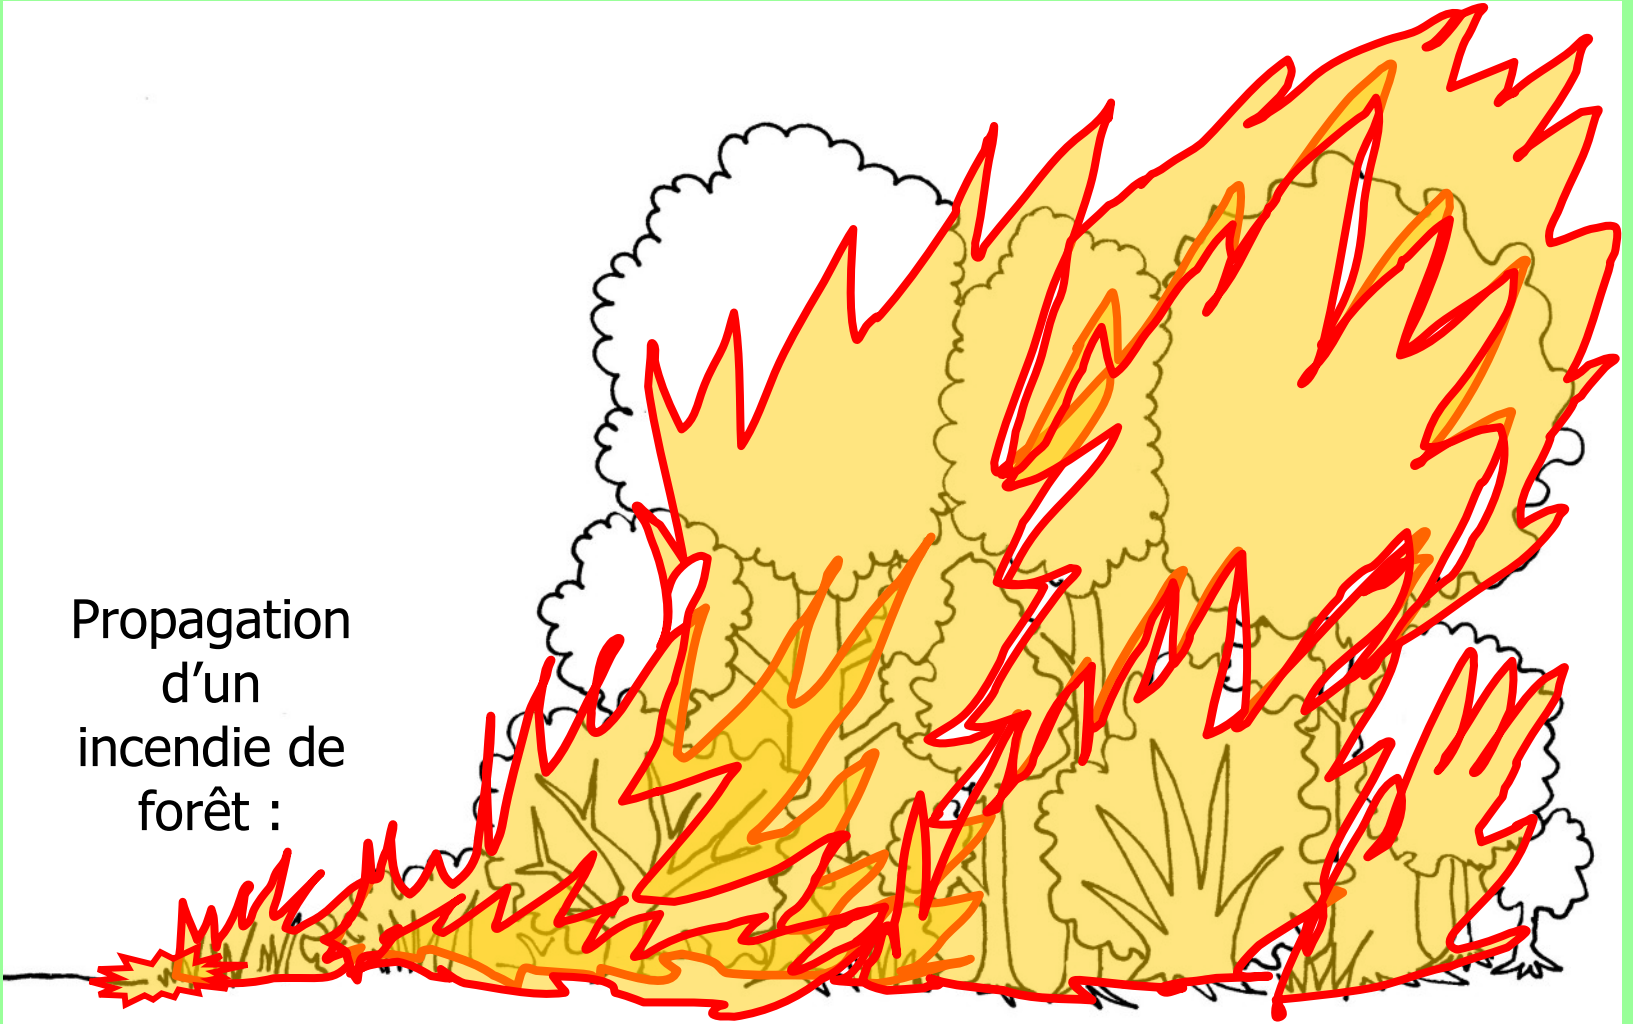 Propagation
d’un
incendie de
forêt :